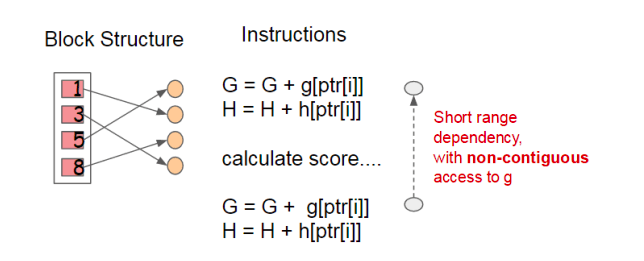 Block Structure
Instructions
1
3
5
8
G = G + g[ptr[i]]
H = H + h[ptr[i]]
calculate score....
G = G +  g[ptr[i]]
H = H + h[ptr[i]]
Short range
dependency,
with non-contiguous
access to g